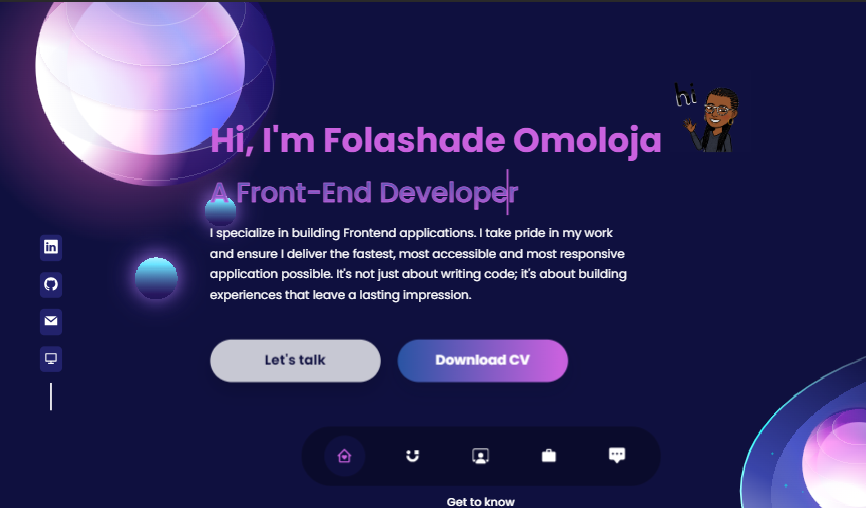 hi
Hi, I'm Folashade Omoloja
A Front-End Developer
I specialize in building Frontend applications. I take pride in my work
and ensure I deliver the fastest, most accessible and most responsive
application possible. It's not just about writing code; it's about building
experiences that leave a lasting impression.
in
Let's talk
Download CV
Get to know